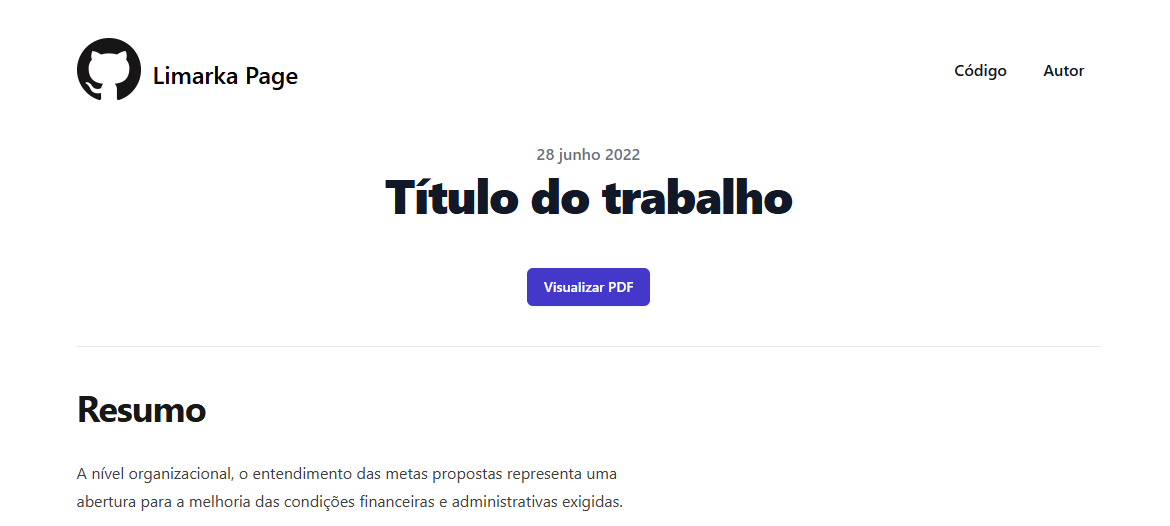 Limarka Page
Código
Autor
28 junho 2022
Título do trabalho
Visualizar PDF
Resumo
A nível organizacional, o entendimento das metas propostas representa uma
abertura para a melhoria das condições financeiras e administrativas exigidas.